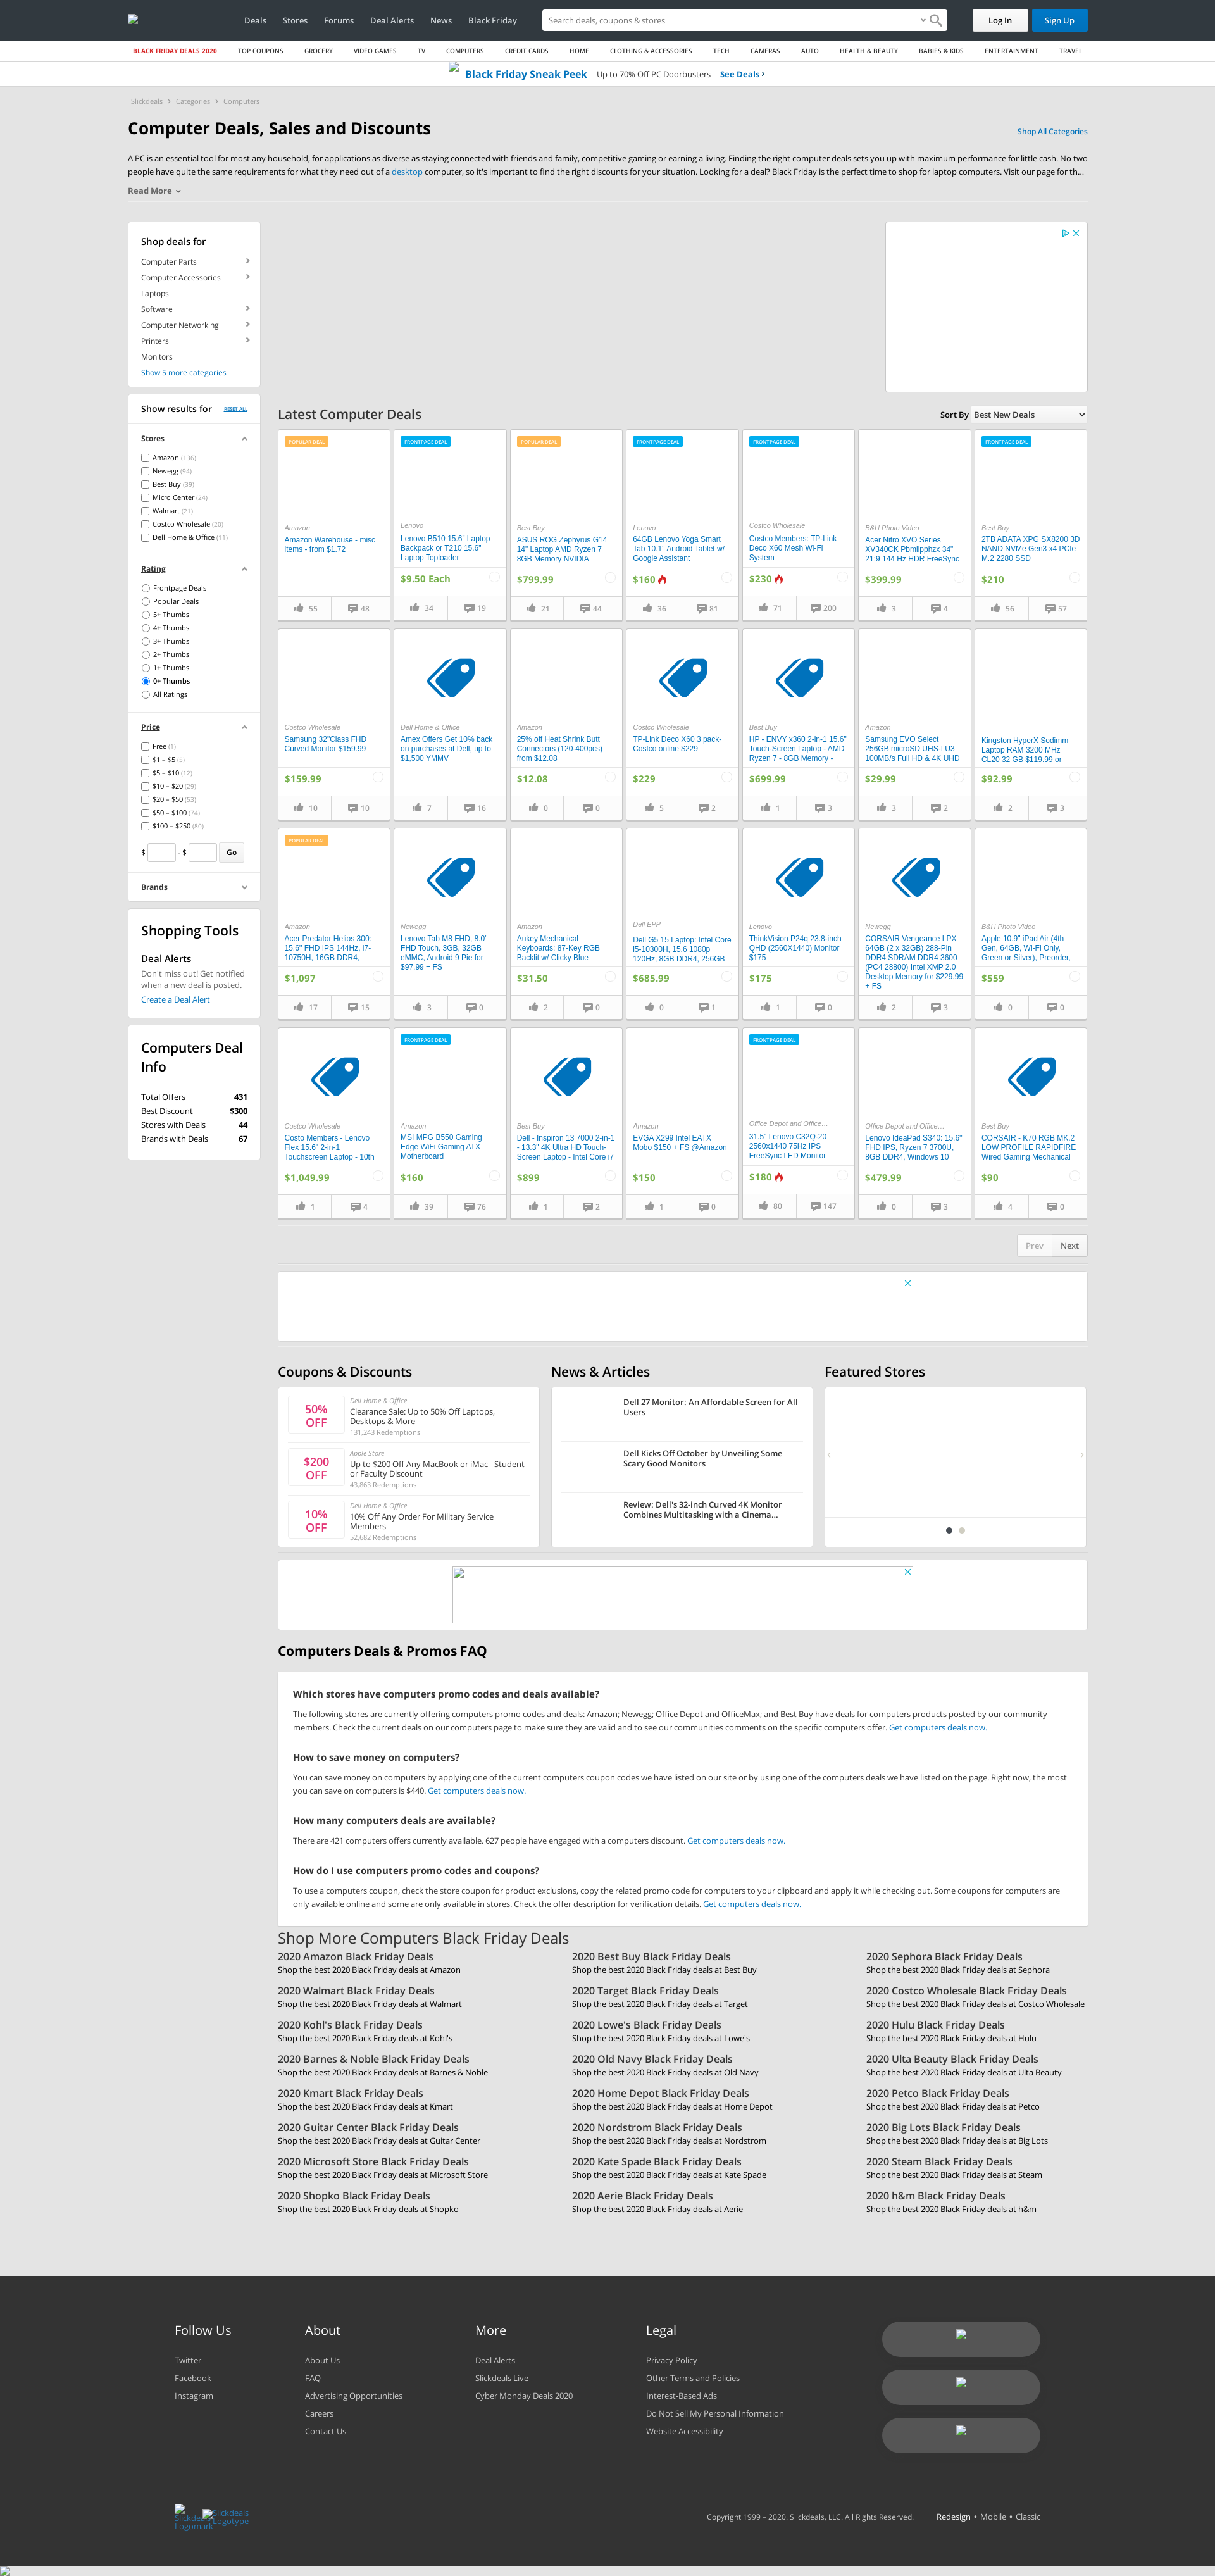 Deals Stores Forums Deal Alerts News Black Friday Search deals, coupons & stores Log In Sign Up
BLACK FRIDAY DEALS 2020 TOP COUPONS GROCERY VIDEO GAMES TV COMPUTERS CREDIT CARDS HOME CLOTHING & ACCESSORIES TECH CAMERAS AUTO HEALTH & BEAUTY BABIES & KIDS ENTERTAINMENT TRAVEL
Black Friday Sneak Peek Up to 70% Off PC Doorbusters See Deals
Slickdeals Categories Computers
Computer Deals, Sales and Discounts
Shop All Categories
A PC is an essential tool for most any household, for applications as diverse as staying connected with friends and family, competitive gaming or earning a living. Finding the right computer deals sets you up with maximum performance for little cash. No two
people have quite the same requirements for what they need out of a desktop computer, so it's important to find the right discounts for your situation. Looking for a deal? Black Friday is the perfect time to shop for laptop computers. Visit our page for th...
Read More
Shop deals for
Computer Parts
Computer Accessories
Laptops
Software
Computer Networking
Printers
Monitors
Show 5 more categories
Show results for RESET ALL
Stores
Amazon (136)
Newegg (94)
Best Buy (39)
Micro Center (24)
Walmart (21)
Costco Wholesale (20)
Dell Home & Office (11)
Rating
Frontpage Deals
Popular Deals
5+ Thumbs
4+ Thumbs
3+ Thumbs
2+ Thumbs
1+ Thumbs
0+ Thumbs
All Ratings
Price
Free (1)
$1 – $5 (5)
$5 – $10 (12)
$10 – $20 (29)
$20 – $50 (53)
$50 – $100 (74)
$100 – $250 (80)
$ - $ Go
Brands
Shopping Tools
Deal Alerts
Don't miss out! Get notified
when a new deal is posted.
Create a Deal Alert
Computers Deal
Info
Total Offers 431
Best Discount $300
Stores with Deals 44
Brands with Deals 67
Latest Computer Deals
Sort By Best New Deals
POPULAR DEAL
Amazon
Amazon Warehouse - misc
items - from $1.72
55 48
FRONTPAGE DEAL
Lenovo
Lenovo B510 15.6" Laptop
Backpack or T210 15.6"
Laptop Toploader
$9.50 Each
34 19
POPULAR DEAL
Best Buy
ASUS ROG Zephyrus G14
14" Laptop AMD Ryzen 7
8GB Memory NVIDIA
$799.99
21 44
FRONTPAGE DEAL
Lenovo
64GB Lenovo Yoga Smart
Tab 10.1" Android Tablet w/
Google Assistant
$160
36 81
FRONTPAGE DEAL
Costco Wholesale
Costco Members: TP-Link
Deco X60 Mesh Wi-Fi
System
$230
71 200
B&H Photo Video
Acer Nitro XVO Series
XV340CK Pbmiipphzx 34"
21:9 144 Hz HDR FreeSync
$399.99
3 4
FRONTPAGE DEAL
Best Buy
2TB ADATA XPG SX8200 3D
NAND NVMe Gen3 x4 PCIe
M.2 2280 SSD
$210
56 57
Costco Wholesale
Samsung 32"Class FHD
Curved Monitor $159.99
$159.99
10 10
Dell Home & Office
Amex Offers Get 10% back
on purchases at Dell, up to
$1,500 YMMV
7 16
Amazon
25% off Heat Shrink Butt
Connectors (120-400pcs)
from $12.08
$12.08
0 0
Costco Wholesale
TP-Link Deco X60 3 pack-
Costco online $229
$229
5 2
Best Buy
HP - ENVY x360 2-in-1 15.6"
Touch-Screen Laptop - AMD
Ryzen 7 - 8GB Memory -
$699.99
1 3
Amazon
Samsung EVO Select
256GB microSD UHS-I U3
100MB/s Full HD & 4K UHD
$29.99
3 2
Kingston HyperX Sodimm
Laptop RAM 3200 MHz
CL20 32 GB $119.99 or
$92.99
2 3
POPULAR DEAL
Amazon
Acer Predator Helios 300:
15.6" FHD IPS 144Hz, i7-
10750H, 16GB DDR4,
$1,097
17 15
Newegg
Lenovo Tab M8 FHD, 8.0"
FHD Touch, 3GB, 32GB
eMMC, Android 9 Pie for
$97.99 + FS
3 0
Amazon
Aukey Mechanical
Keyboards: 87-Key RGB
Backlit w/ Clicky Blue
$31.50
2 0
Dell EPP
Dell G5 15 Laptop: Intel Core
i5-10300H, 15.6 1080p
120Hz, 8GB DDR4, 256GB
$685.99
0 1
Lenovo
ThinkVision P24q 23.8-inch
QHD (2560X1440) Monitor
$175
$175
1 0
Newegg
CORSAIR Vengeance LPX
64GB (2 x 32GB) 288-Pin
DDR4 SDRAM DDR4 3600
(PC4 28800) Intel XMP 2.0
Desktop Memory for $229.99
+ FS
2 3
B&H Photo Video
Apple 10.9" iPad Air (4th
Gen, 64GB, Wi-Fi Only,
Green or Silver), Preorder,
$559
0 0
Costco Wholesale
Costo Members - Lenovo
Flex 15.6" 2-in-1
Touchscreen Laptop - 10th
$1,049.99
1 4
FRONTPAGE DEAL
Amazon
MSI MPG B550 Gaming
Edge WiFi Gaming ATX
Motherboard
$160
39 76
Best Buy
Dell - Inspiron 13 7000 2-in-1
- 13.3" 4K Ultra HD Touch-
Screen Laptop - Intel Core i7
$899
1 2
Amazon
EVGA X299 Intel EATX
Mobo $150 + FS @Amazon
$150
1 0
FRONTPAGE DEAL
Office Depot and Office...
31.5" Lenovo C32Q-20
2560x1440 75Hz IPS
FreeSync LED Monitor
$180
80 147
Office Depot and Office...
Lenovo IdeaPad S340: 15.6"
FHD IPS, Ryzen 7 3700U,
8GB DDR4, Windows 10
$479.99
0 3
Best Buy
CORSAIR - K70 RGB MK.2
LOW PROFILE RAPIDFIRE
Wired Gaming Mechanical
$90
4 0
Prev Next
Coupons & Discounts
50%
OFF
Dell Home & Office
Clearance Sale: Up to 50% Off Laptops,
Desktops & More
131,243 Redemptions
$200
OFF
Apple Store
Up to $200 Off Any MacBook or iMac - Student
or Faculty Discount
43,863 Redemptions
10%
OFF
Dell Home & Office
10% Off Any Order For Military Service
Members
52,682 Redemptions
News & Articles
Dell 27 Monitor: An Affordable Screen for All
Users
Dell Kicks Off October by Unveiling Some
Scary Good Monitors
Review: Dell's 32-inch Curved 4K Monitor
Combines Multitasking with a Cinema...
Featured Stores
Computers Deals & Promos FAQ
Which stores have computers promo codes and deals available?
The following stores are currently offering computers promo codes and deals: Amazon; Newegg; Office Depot and OfficeMax; and Best Buy have deals for computers products posted by our community
members. Check the current deals on our computers page to make sure they are valid and to see our communities comments on the specific computers offer. Get computers deals now.
How to save money on computers?
You can save money on computers by applying one of the current computers coupon codes we have listed on our site or by using one of the computers deals we have listed on the page. Right now, the most
you can save on computers is $440. Get computers deals now.
How many computers deals are available?
There are 421 computers offers currently available. 627 people have engaged with a computers discount. Get computers deals now.
How do I use computers promo codes and coupons?
To use a computers coupon, check the store coupon for product exclusions, copy the related promo code for computers to your clipboard and apply it while checking out. Some coupons for computers are
only available online and some are only available in stores. Check the offer description for verification details. Get computers deals now.
Shop More Computers Black Friday Deals
2020 Amazon Black Friday Deals 2020 Best Buy Black Friday Deals 2020 Sephora Black Friday Deals
Shop the best 2020 Black Friday deals at Amazon Shop the best 2020 Black Friday deals at Best Buy Shop the best 2020 Black Friday deals at Sephora
2020 Walmart Black Friday Deals 2020 Target Black Friday Deals 2020 Costco Wholesale Black Friday Deals
Shop the best 2020 Black Friday deals at Walmart Shop the best 2020 Black Friday deals at Target Shop the best 2020 Black Friday deals at Costco Wholesale
2020 Kohl's Black Friday Deals 2020 Lowe's Black Friday Deals 2020 Hulu Black Friday Deals
Shop the best 2020 Black Friday deals at Kohl's Shop the best 2020 Black Friday deals at Lowe's Shop the best 2020 Black Friday deals at Hulu
2020 Barnes & Noble Black Friday Deals 2020 Old Navy Black Friday Deals 2020 Ulta Beauty Black Friday Deals
Shop the best 2020 Black Friday deals at Barnes & Noble Shop the best 2020 Black Friday deals at Old Navy Shop the best 2020 Black Friday deals at Ulta Beauty
2020 Kmart Black Friday Deals 2020 Home Depot Black Friday Deals 2020 Petco Black Friday Deals
Shop the best 2020 Black Friday deals at Kmart Shop the best 2020 Black Friday deals at Home Depot Shop the best 2020 Black Friday deals at Petco
2020 Guitar Center Black Friday Deals 2020 Nordstrom Black Friday Deals 2020 Big Lots Black Friday Deals
Shop the best 2020 Black Friday deals at Guitar Center Shop the best 2020 Black Friday deals at Nordstrom Shop the best 2020 Black Friday deals at Big Lots
2020 Microsoft Store Black Friday Deals 2020 Kate Spade Black Friday Deals 2020 Steam Black Friday Deals
Shop the best 2020 Black Friday deals at Microsoft Store Shop the best 2020 Black Friday deals at Kate Spade Shop the best 2020 Black Friday deals at Steam
2020 Shopko Black Friday Deals 2020 Aerie Black Friday Deals 2020 h&m Black Friday Deals
Shop the best 2020 Black Friday deals at Shopko Shop the best 2020 Black Friday deals at Aerie Shop the best 2020 Black Friday deals at h&m
Follow Us
Twitter
Facebook
Instagram
About
About Us
FAQ
Advertising Opportunities
Careers
Contact Us
More
Deal Alerts
Slickdeals Live
Cyber Monday Deals 2020
Legal
Privacy Policy
Other Terms and Policies
Interest-Based Ads
Do Not Sell My Personal Information
Website Accessibility
Slickdeals
Logomark
Slickdeals
Logotype
Copyright 1999 – 2020. Slickdeals, LLC. All Rights Reserved. Redesign • Mobile • Classic